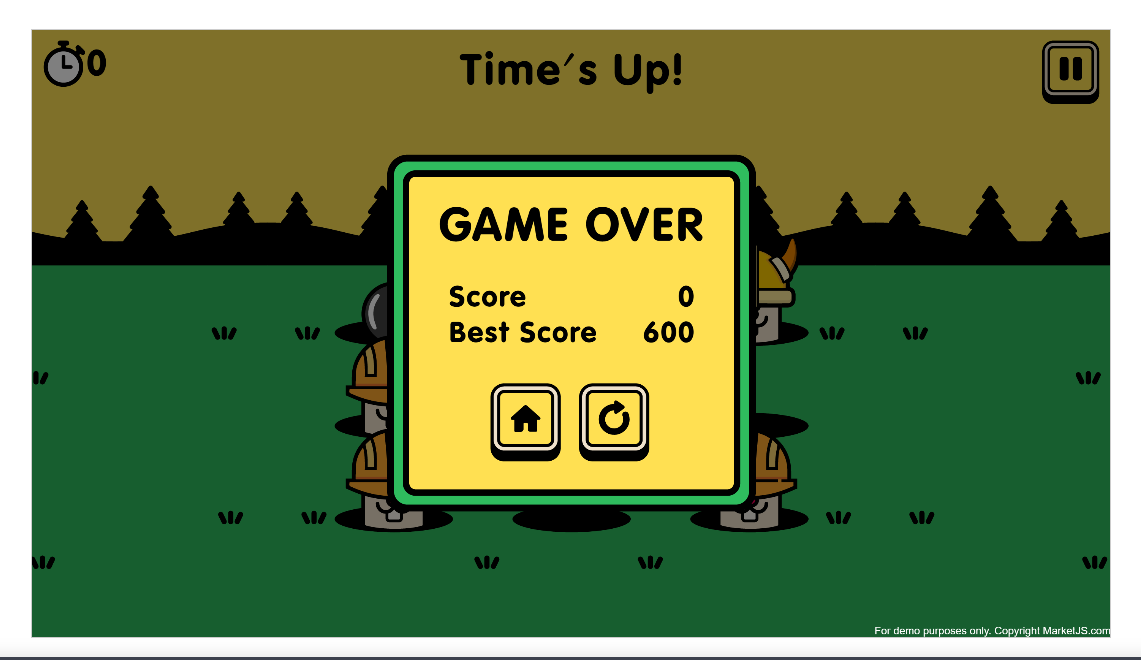 0
Time's Up!
GAME OVER
Score 0
Best Score 600
For demo purposes only. Copyright MarketJS.com